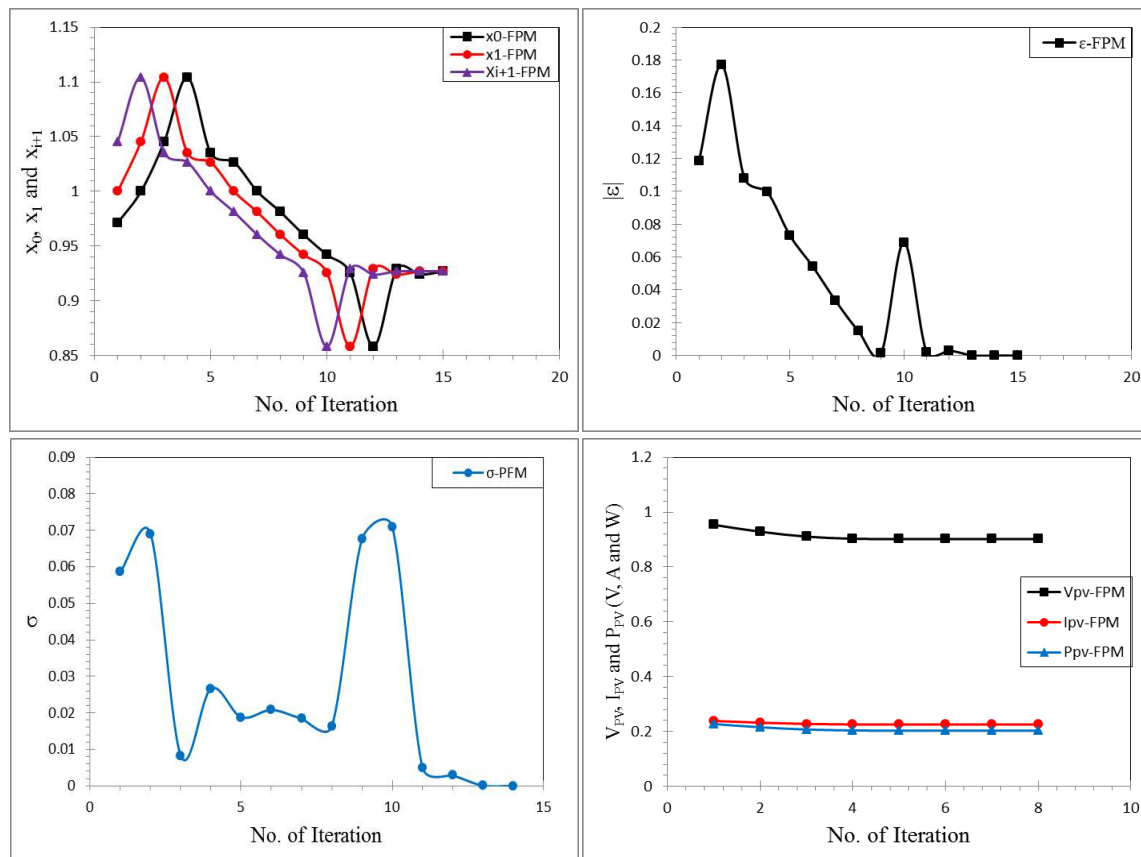 1.15
1.1
1.05
1
0.95
0.9
0.85
x0-FPM
x1-FPM
Xi+1-FPM
x₀, x₁ and xᵢ₊₁
0 5 10 15 20
No. of Iteration
0.2
0.18
0.16
0.14
0.12
0.1
0.08
0.06
0.04
0.02
0
ε-FPM
|ε|
0 5 10 15 20
No. of Iteration
0.09
0.08
0.07
0.06
0.05
0.04
0.03
0.02
0.01
0
σ-PFM
σ
0 5 10 15
No. of Iteration
1.2
1
0.8
0.6
0.4
0.2
0
Vpv-FPM
Ipv-FPM
Ppv-FPM
V_PV, I_PV and P_PV (V, A and W)
0 2 4 6 8 10
No. of Iteration